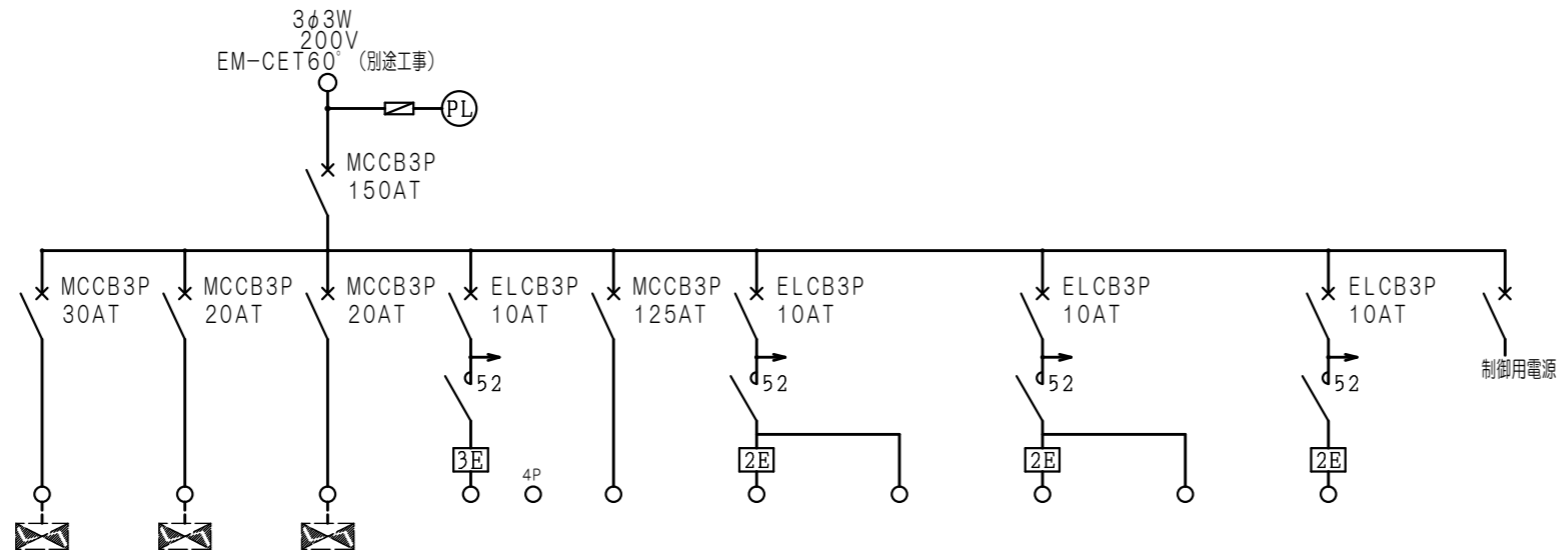 3φ3W
200V
EM-CET60° (別途工事)
PL
MCCB3P
150AT
MCCB3P
30AT
MCCB3P
20AT
MCCB3P
20AT
ELCB3P
10AT
MCCB3P
125AT
ELCB3P
10AT
ELCB3P
10AT
ELCB3P
10AT
制御用電源
52
52
52
52
3E
4P
2E
2E
2E